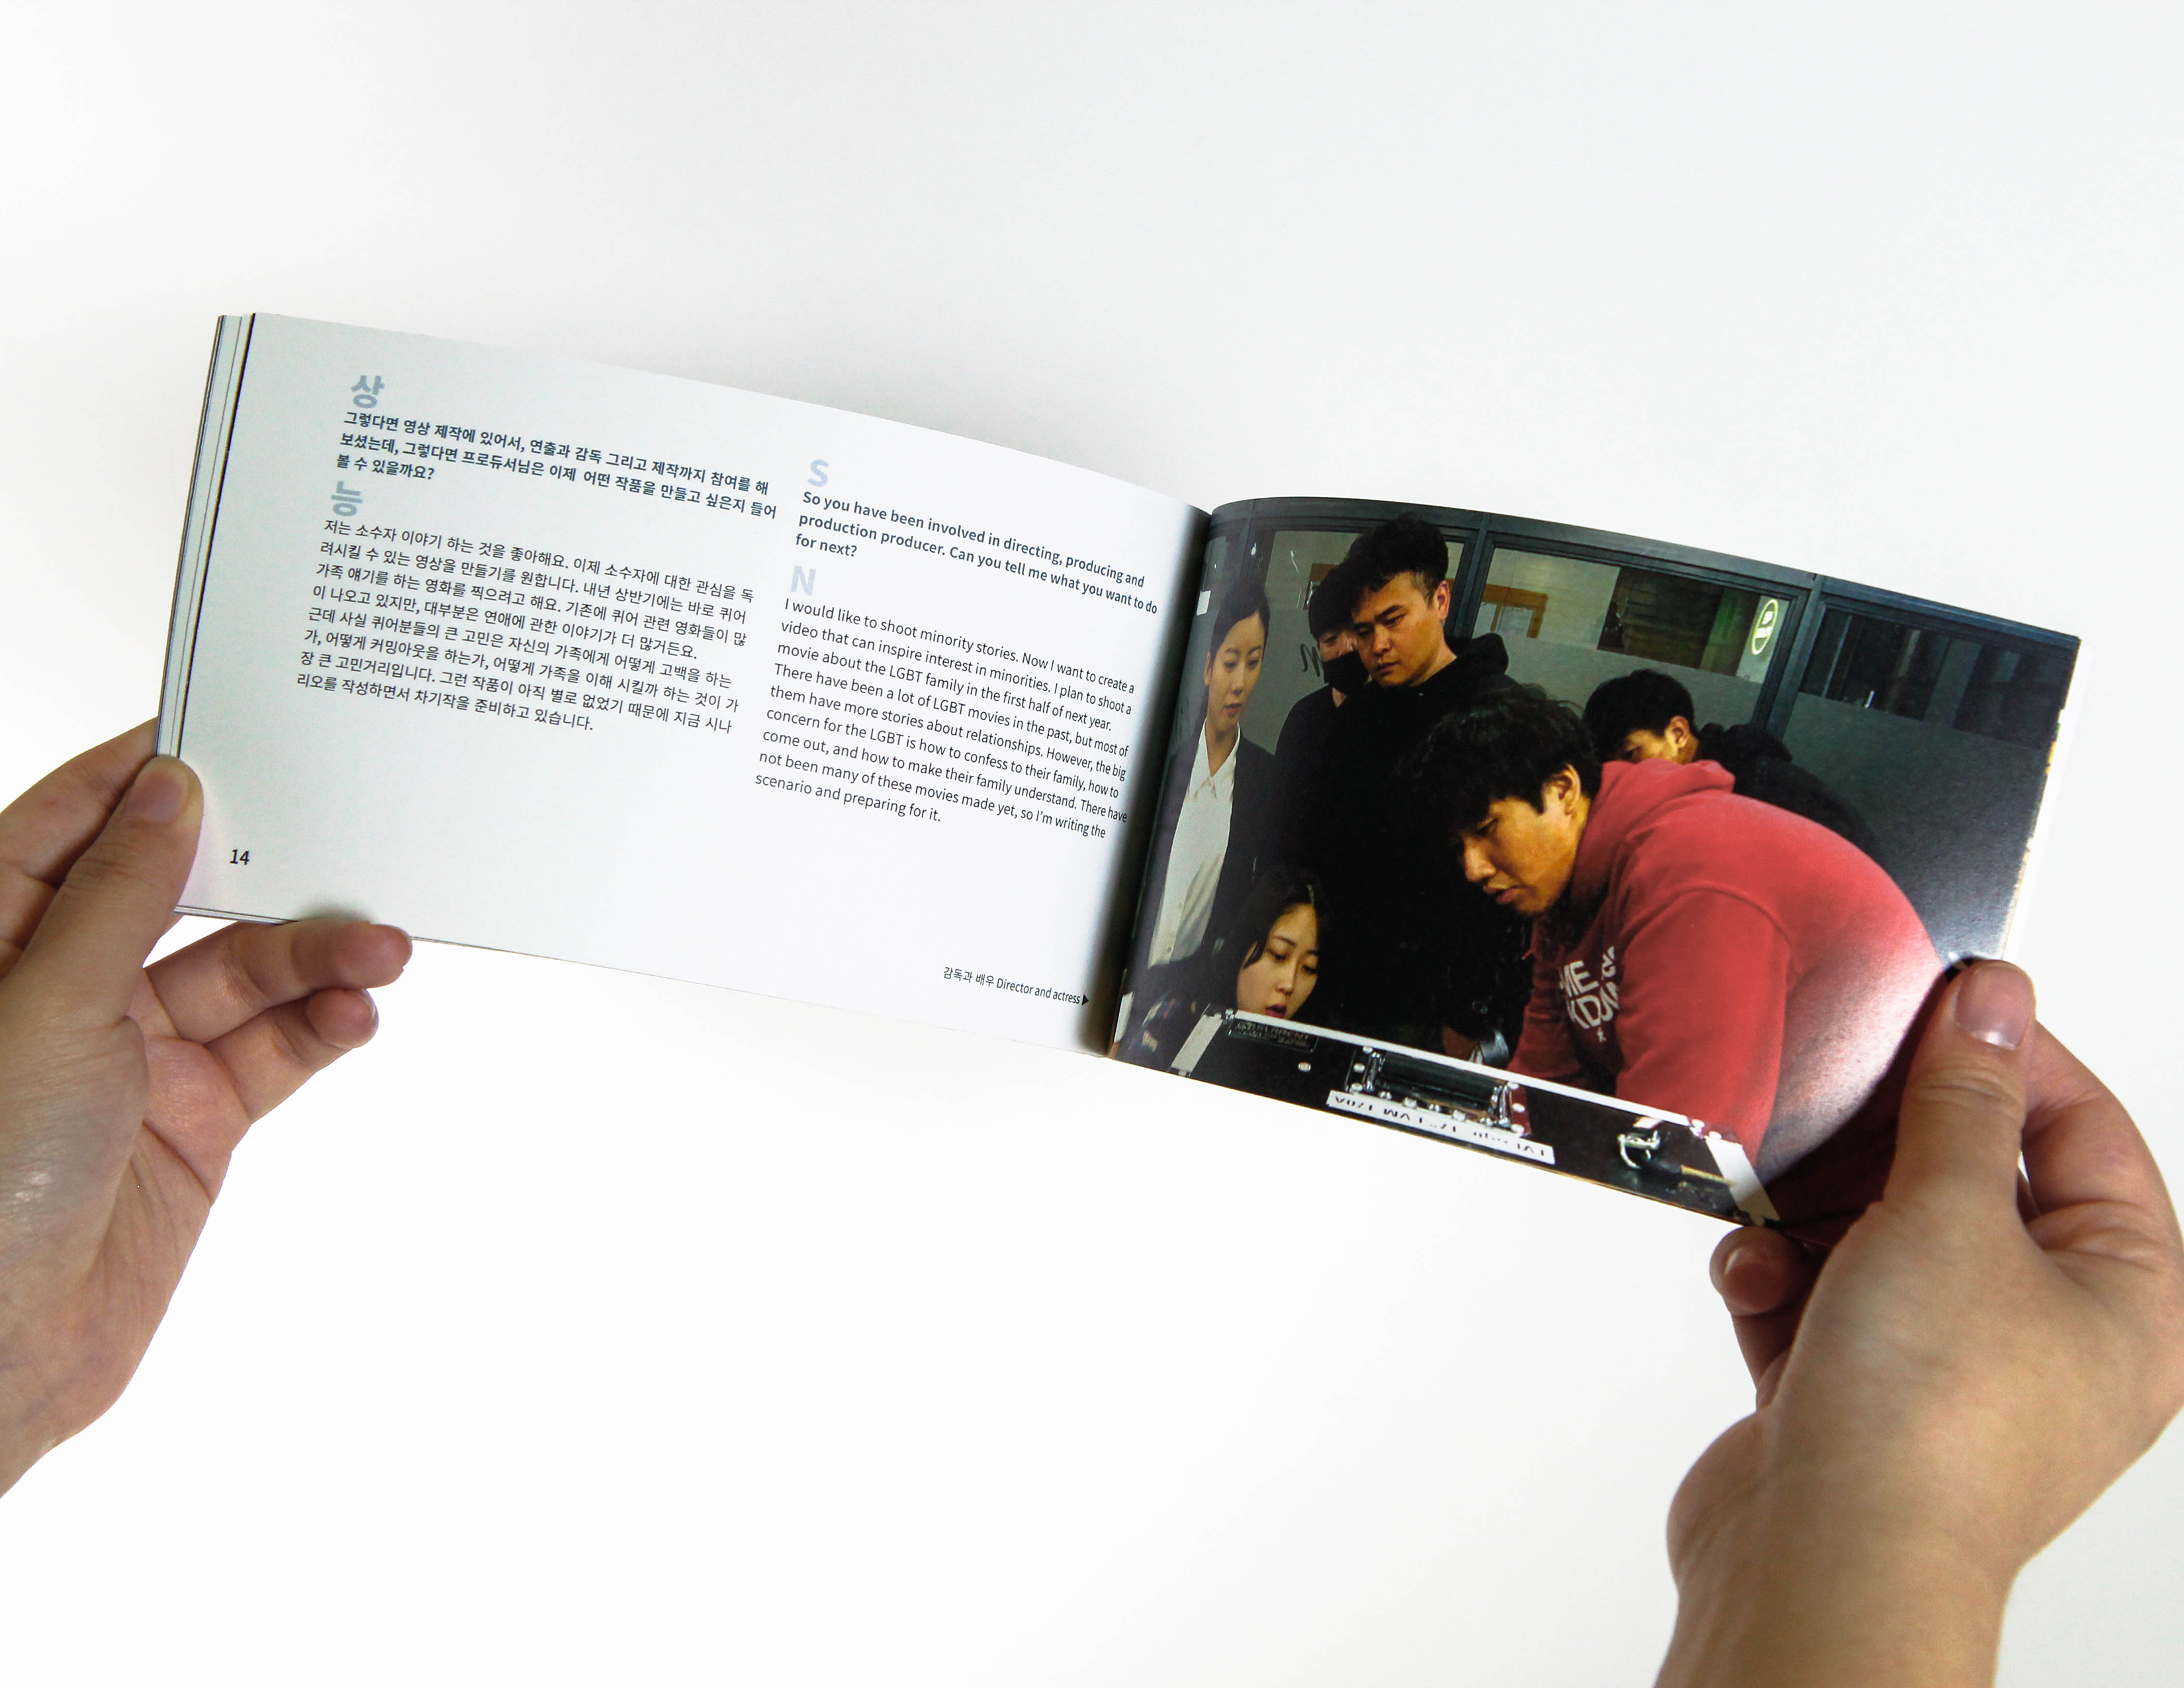 상
그렇다면 영상 제작에 있어서, 연출과 감독 그리고 제작까지 참여를 해
보셨는데, 그렇다면 프로듀서님은 이제 어떤 작품을 만들고 싶은지 들어
볼 수 있을까요?
능
저는 소수자 이야기 하는 것을 좋아해요. 이제 소수자에 대한 관심을 독
려시킬 수 있는 영상을 만들기를 원합니다. 내년 상반기에는 바로 퀴어
가족 얘기를 하는 영화를 찍으려고 해요. 기존에 퀴어 관련 영화들이 많
이 나오고 있지만, 대부분은 연애에 관한 이야기가 더 많거든요.
근데 사실 퀴어분들의 큰 고민은 자신의 가족에게 어떻게 고백을 하는
가, 어떻게 커밍아웃을 하는가, 어떻게 가족을 이해 시킬까 하는 것이 가
장 큰 고민거리입니다. 그런 작품이 아직 별로 없었기 때문에 지금 시나
리오를 작성하면서 차기작을 준비하고 있습니다.
S
So you have been involved in directing, producing and
production producer. Can you tell me what you want to do
for next?
N
I would like to shoot minority stories. Now I want to create a
video that can inspire interest in minorities. I plan to shoot a
movie about the LGBT family in the first half of next year.
There have been a lot of LGBT movies in the past, but most of
them have more stories about relationships. However, the big
concern for the LGBT is how to confess to their family, how to
come out, and how to make their family understand. There have
not been many of these movies made yet, so I'm writing the
scenario and preparing for it.
14
감독과 배우 Director and actress ▶